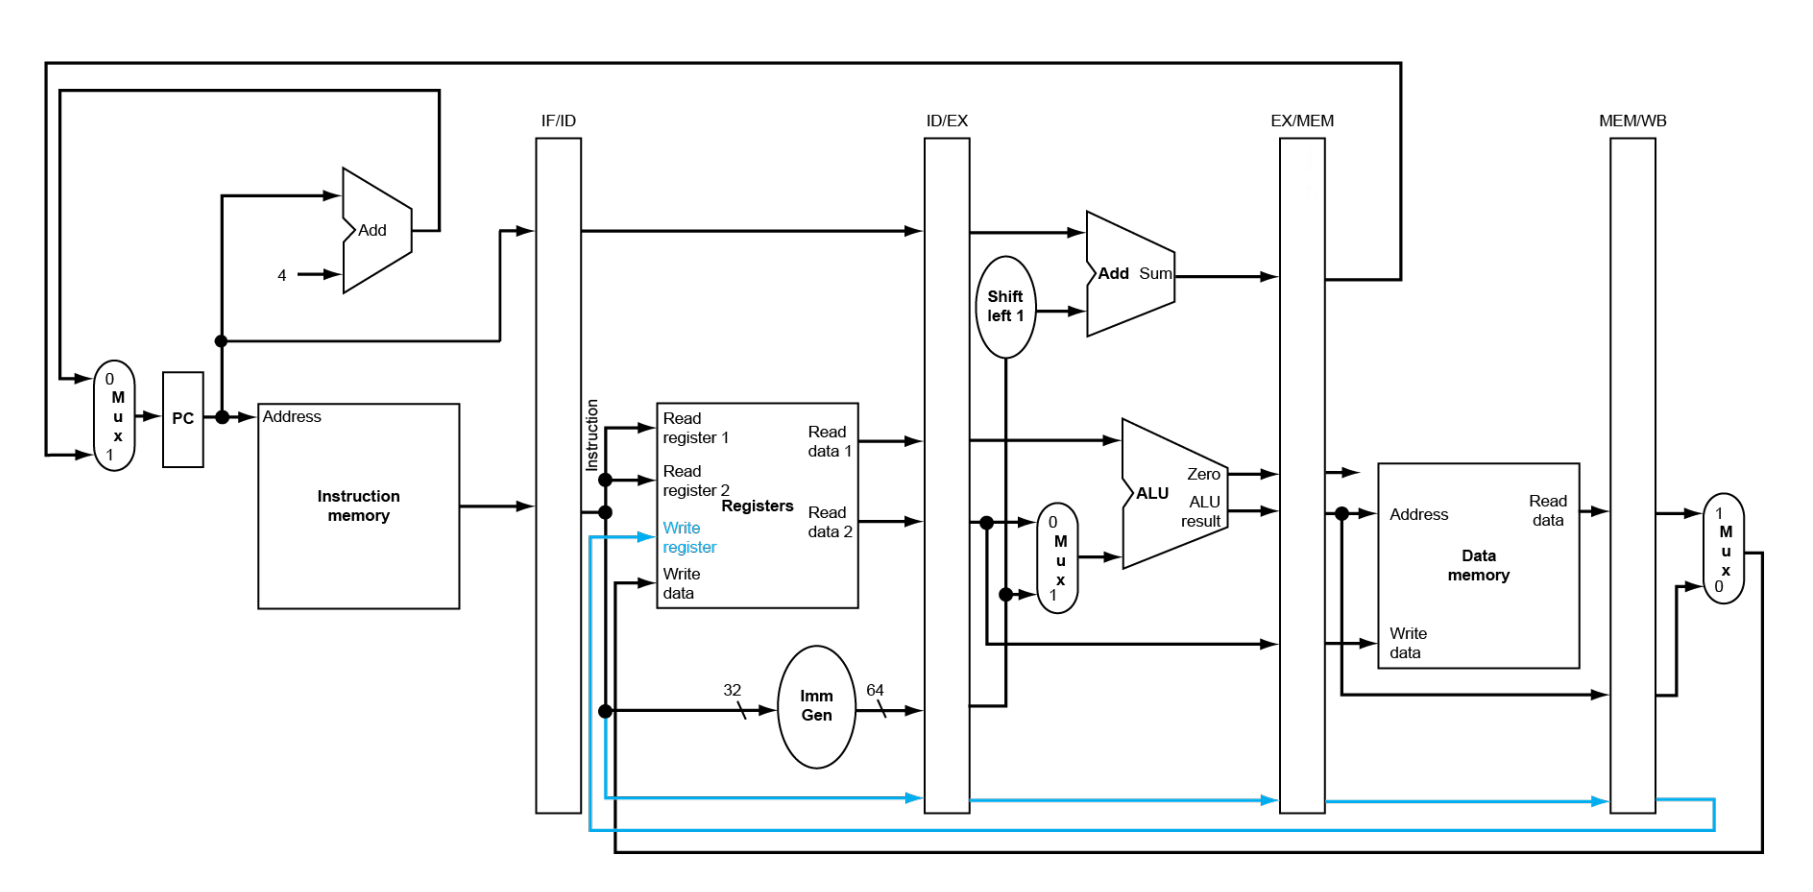 IF/ID
ID/EX
EX/MEM
MEM/WB
Add
4
Add Sum
Shift
left 1
0
M
u
x
1
PC
Address
Instruction
memory
Instruction
Read
register 1
Read
register 2
Write
register
Write
data
Registers
Read
data 1
Read
data 2
0
M
u
x
1
Zero
ALU
ALU
result
Address
Read
data
Data
memory
Write
data
1
M
u
x
0
32
Imm
Gen
64